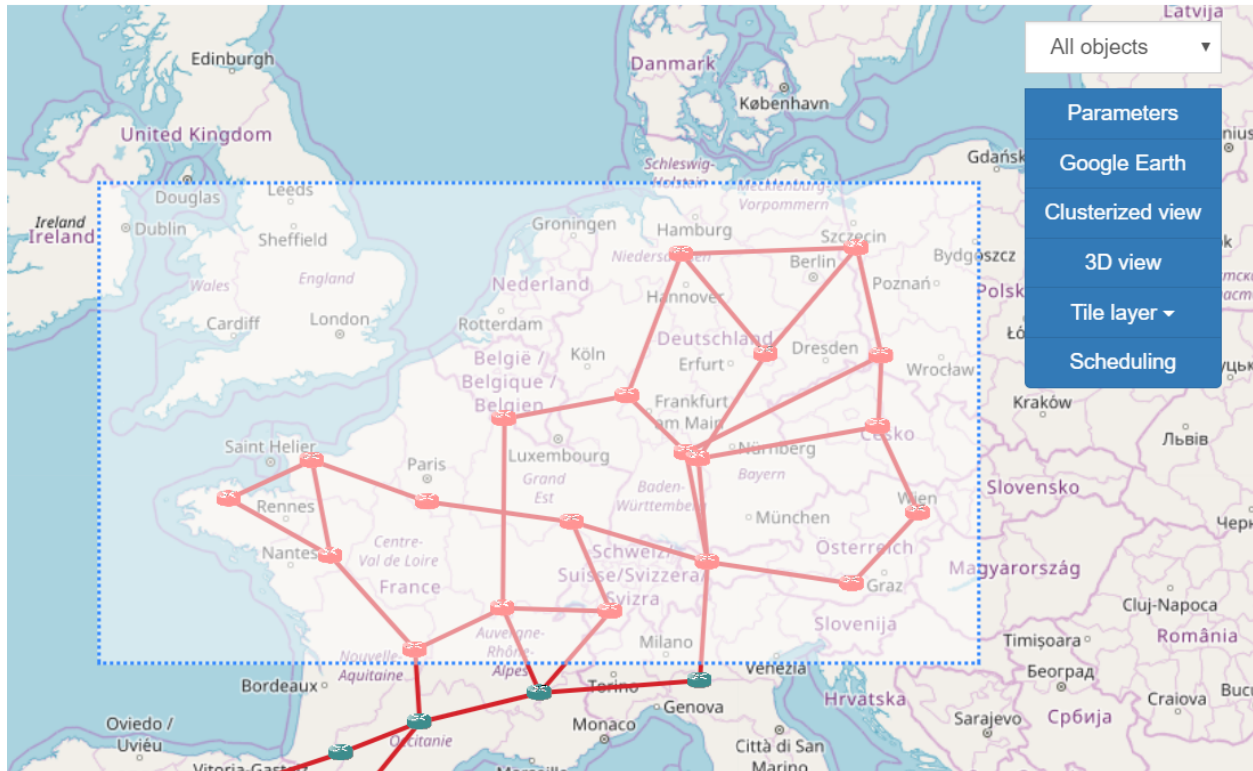 Latvija
All objects
Edinburgh
Danmark
København
Parameters
United Kingdom
nius
Gdańsk
Schleswig-
Holstein
Google Earth
Mecklenburg-
Vorpommern
Douglas
Leeds
Clusterized view
Ireland
Ireland
Dublin
Sheffield
Groningen
Hamburg
Szczecin
Bydgoszcz
3D view
Berlin
Wales
England
Nederland
Hannover
Poznań
Polsk
Tile layer
Cardiff
London
Rotterdam
Deutschland
Dresden
België /
Belgique /
Belgien
Köln
Erfurt
Wrocław
Scheduling
Frankfurt
am Main
Kraków
Львів
Saint Helier
Luxembourg
Nürnberg
Česko
Paris
Grand
Est
Bayern
Baden-
Württemberg
Slovensko
Rennes
Wien
München
Nantes
Centre-
Val de Loire
Schweiz/
Suisse/Svizzera/
Svizra
Österreich
Magyarország
France
Graz
Cluj-Napoca
Auvergne-
Rhône-
Alpes
Slovenija
Milano
Timișoara
România
Nouvelle-
Aquitaine
Venezia
Београд
Bordeaux
Torino
Genova
Hrvatska
Craiova
Oviedo /
Uviéu
Occitanie
Monaco
Sarajevo
Србија
Città di San
Marino